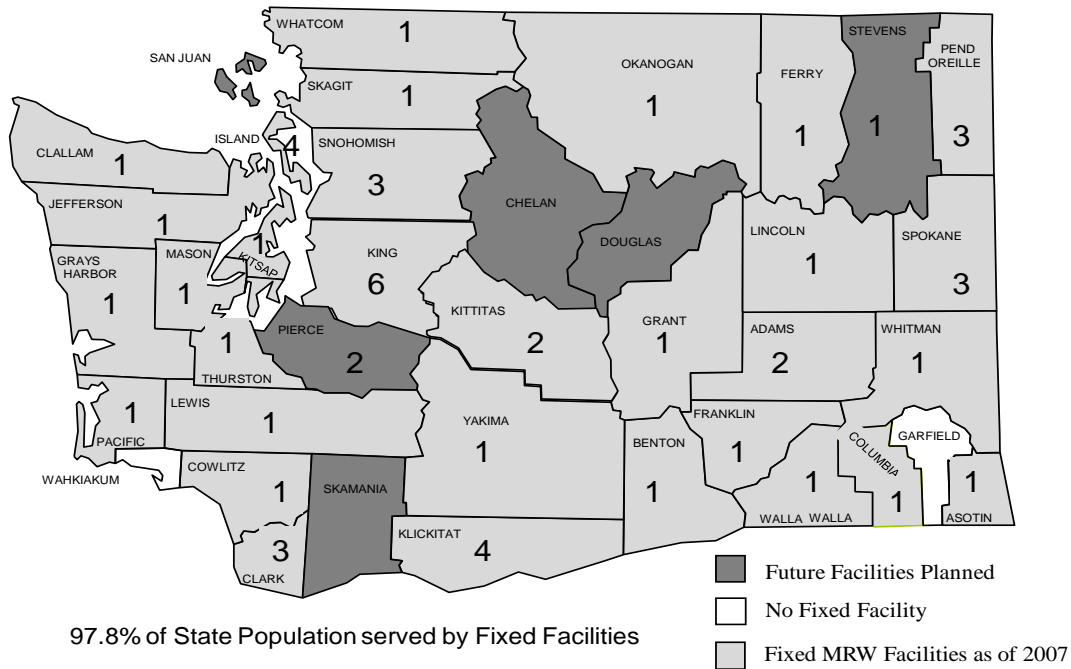 WHATCOM
1
STEVENS
SAN JUAN
PEND
OREILLE
OKANOGAN
FERRY
SKAGIT
1
1
1
1
3
ISLAND
4
SNOHOMISH
3
CLALLAM
1
CHELAN
JEFFERSON
1
DOUGLAS
LINCOLN
1
SPOKANE
3
KING
6
MASON
1
KITSAP
1
GRAYS
HARBOR
1
KITTITAS
2
GRANT
1
ADAMS
2
WHITMAN
1
PIERCE
2
1
THURSTON
LEWIS
1
1
PACIFIC
YAKIMA
1
FRANKLIN
1
BENTON
1
COLUMBIA
1
GARFIELD
WAHKIAKUM
COWLITZ
1
SKAMANIA
1
WALLA WALLA
1
ASOTIN
KLICKITAT
4
3
CLARK
Future Facilities Planned
No Fixed Facility
Fixed MRW Facilities as of 2007
97.8% of State Population served by Fixed Facilities